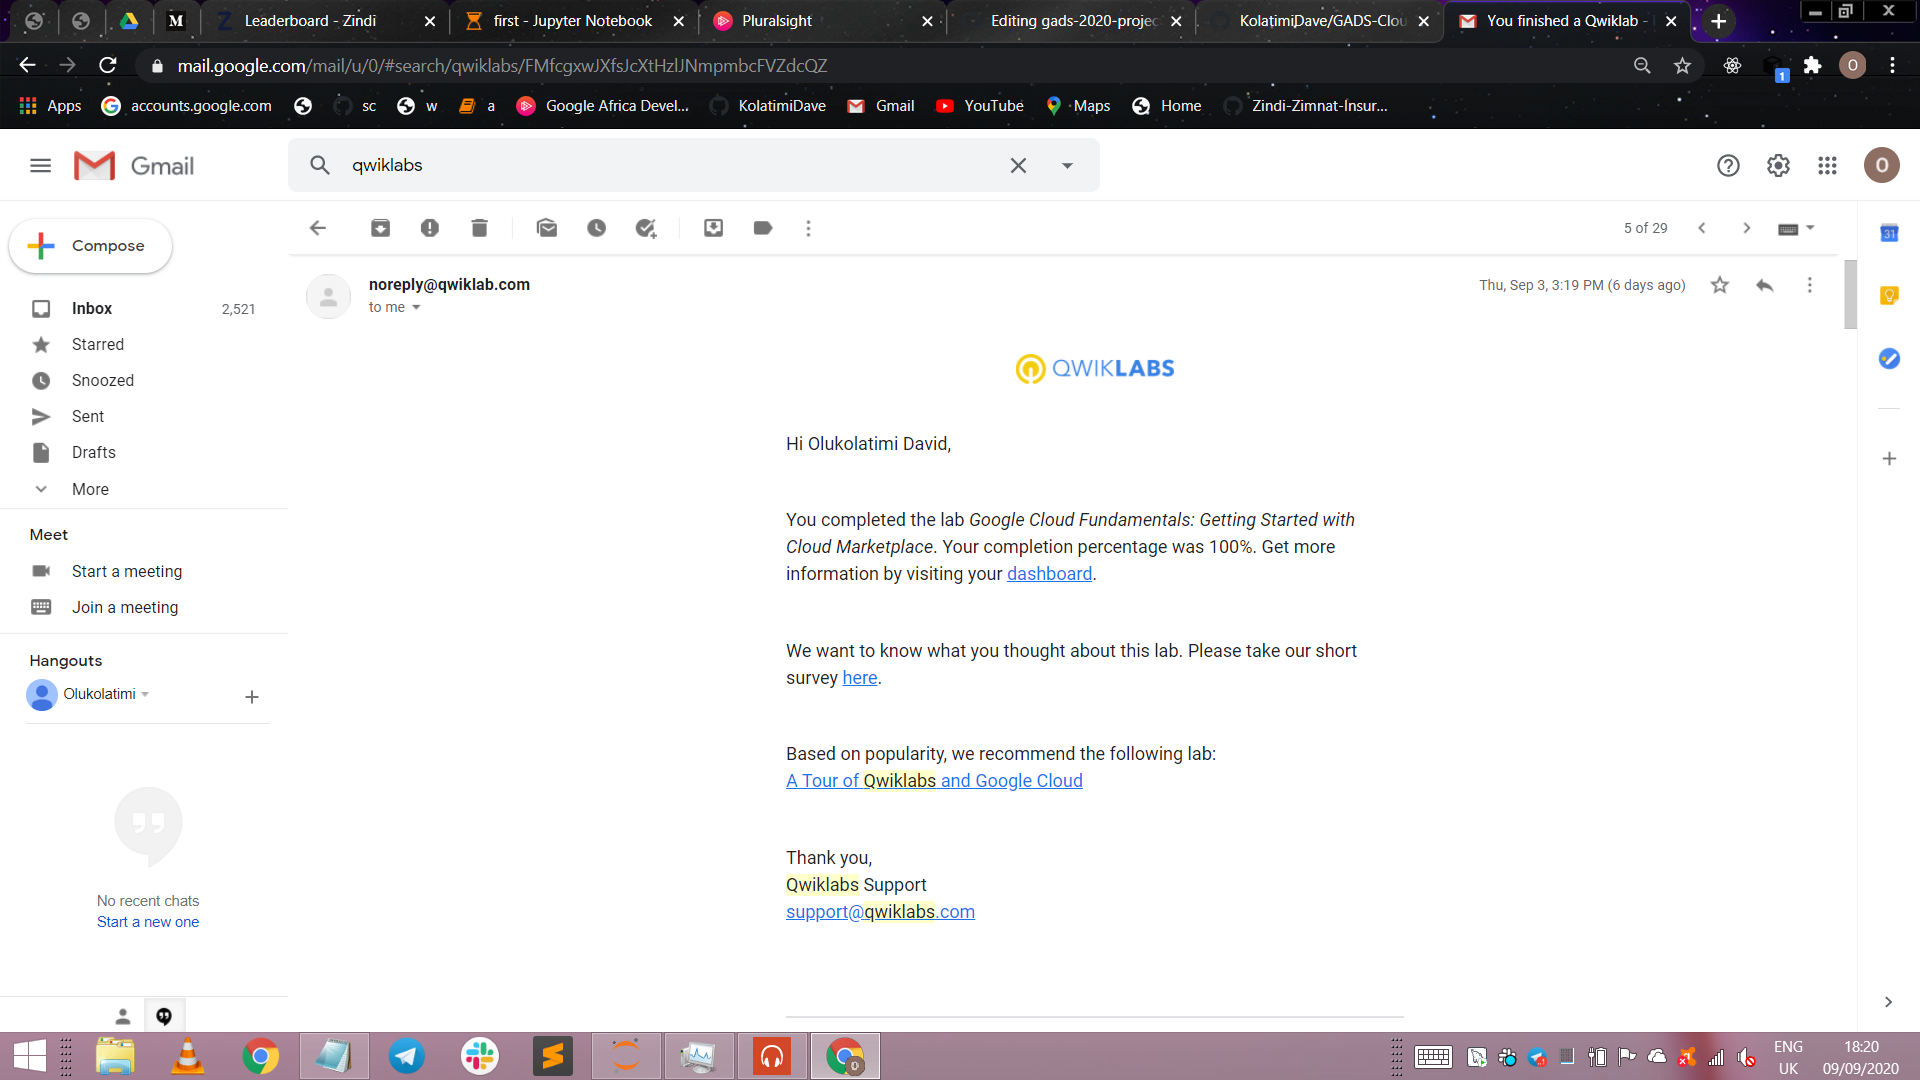 Leaderboard - Zindi
first - Jupyter Notebook
Pluralsight
Editing gads-2020-projec
KolatimiDave/GADS-Clou
You finished a Qwiklab -
mail.google.com/mail/u/0/#search/qwiklabs/FMfcgxwJXfsJcXtHzlJNmpmbcFVZdcQZ
1
O
Apps
accounts.google.com
sc
w
a
Google Africa Devel...
KolatimiDave
Gmail
YouTube
Maps
Home
Zindi-Zimnat-Insur...
Gmail
qwiklabs
O
Compose
5 of 29
31
Inbox 2,521
Starred
Snoozed
Sent
Drafts
More
Meet
Start a meeting
Join a meeting
Hangouts
Olukolatimi
No recent chats
Start a new one
noreply@qwiklab.com
to me
Thu, Sep 3, 3:19 PM (6 days ago)
QWIKLABS
Hi Olukolatimi David,
You completed the lab Google Cloud Fundamentals: Getting Started with
Cloud Marketplace. Your completion percentage was 100%. Get more
information by visiting your dashboard.
We want to know what you thought about this lab. Please take our short
survey here.
Based on popularity, we recommend the following lab:
A Tour of Qwiklabs and Google Cloud
Thank you,
Qwiklabs Support
support@qwiklabs.com
ENG
UK
18:20
09/09/2020